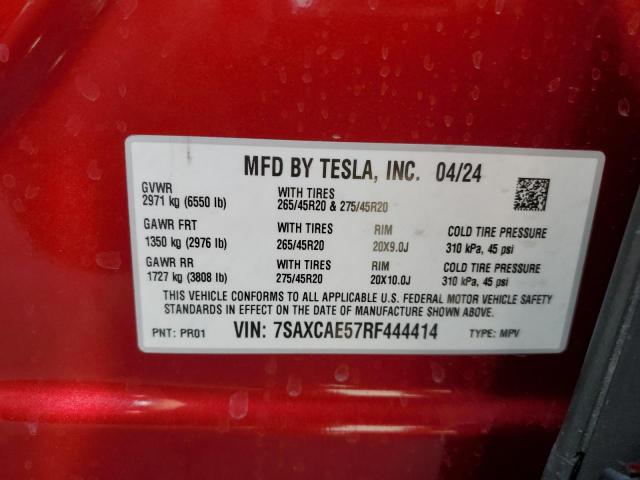 MFD BY TESLA, INC. 04/24
GVWR WITH TIRES
2971 kg (6550 lb) 265/45R20 & 275/45R20
GAWR FRT WITH TIRES RIM COLD TIRE PRESSURE
1350 kg (2976 lb) 265/45R20 20X9.0J 310 kPa, 45 psi
GAWR RR WITH TIRES RIM COLD TIRE PRESSURE
1727 kg (3808 lb) 275/45R20 20X10.0J 310 kPa, 45 psi
THIS VEHICLE CONFORMS TO ALL APPLICABLE U.S. FEDERAL MOTOR VEHICLE SAFETY
STANDARDS IN EFFECT ON THE DATE OF MANUFACTURE SHOWN ABOVE.
PNT: PR01 VIN: 7SAXCAE57RF444414 TYPE: MPV